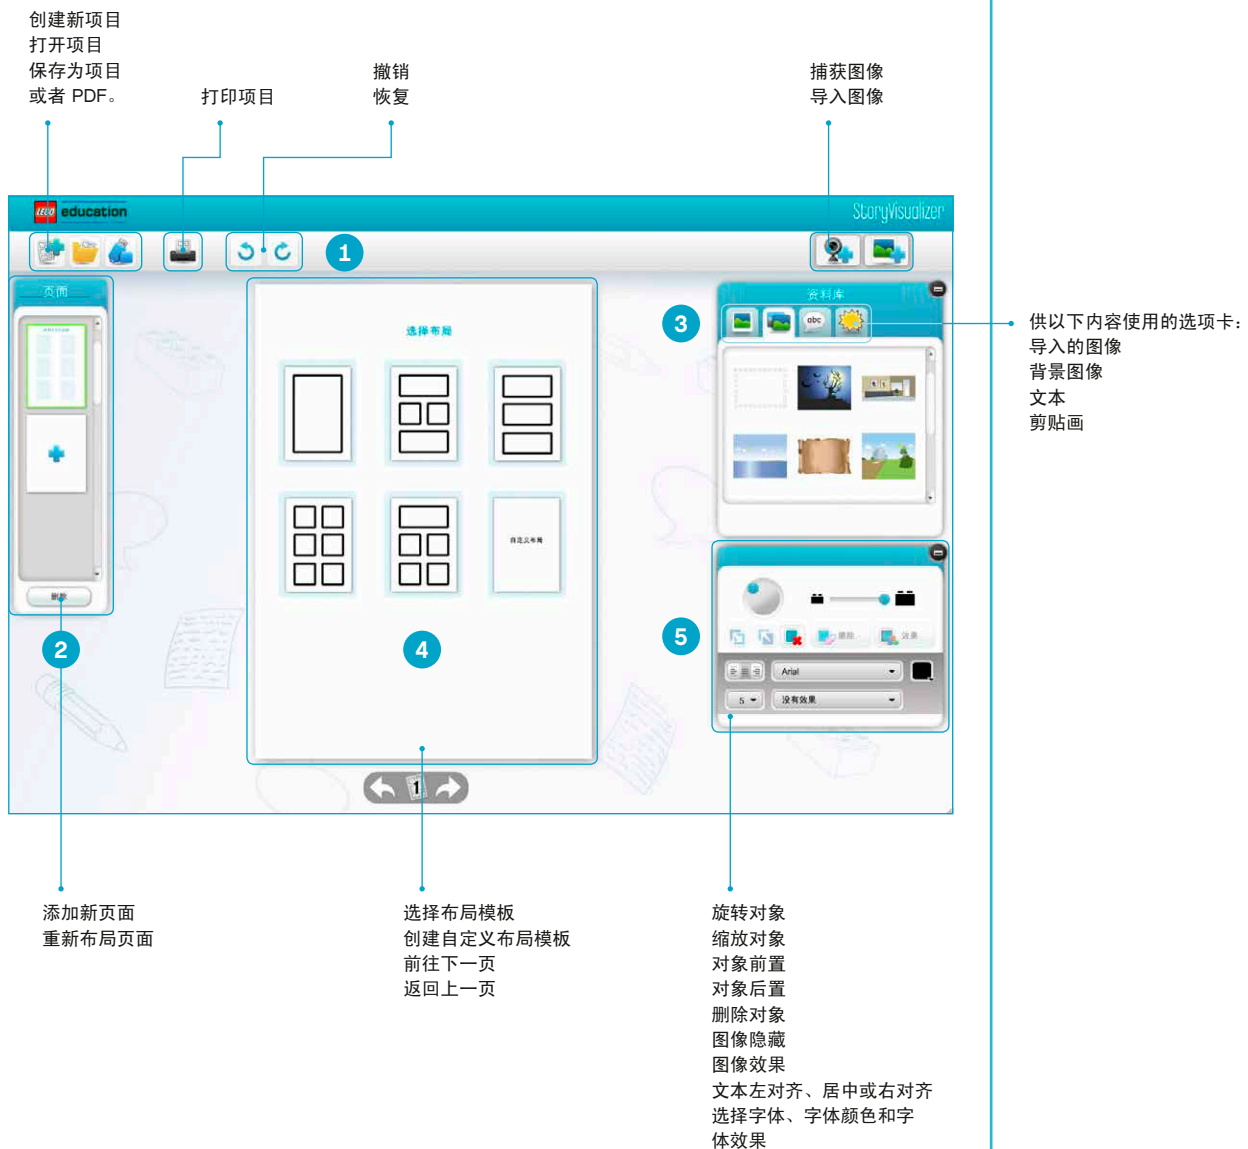 创建新项目
打开项目
保存为项目
或者 PDF。
打印项目
撤销
恢复
捕获图像
导入图像
LEGO education
StoryVisualizer
1
页面
选择布局
自定义布局
删除
2
4
1
资料库
3
abc
供以下内容使用的选项卡：
导入的图像
背景图像
文本
剪贴画
5
擦除
效果
Arial
5
没有效果
添加新页面
重新布局页面
选择布局模板
创建自定义布局模板
前往下一页
返回上一页
旋转对象
缩放对象
对象前置
对象后置
删除对象
图像隐藏
图像效果
文本左对齐、居中或右对齐
选择字体、字体颜色和字
体效果